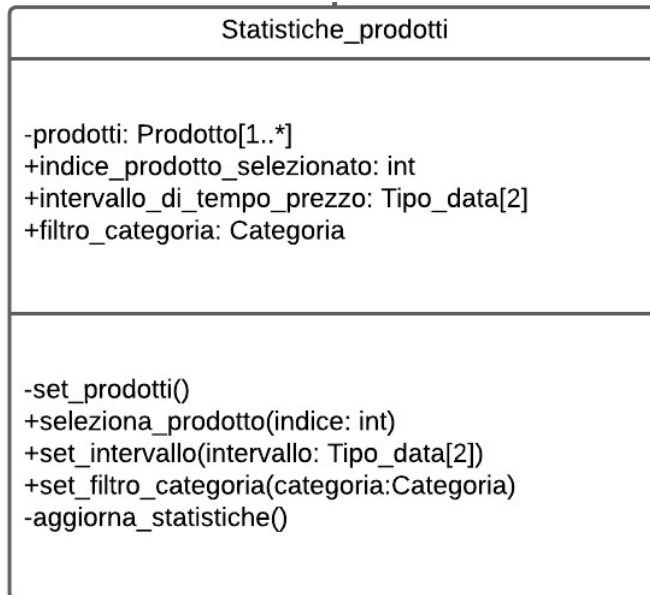 Statistiche_prodotti
-prodotti: Prodotto[1..*]
+indice_prodotto_selezionato: int
+intervallo_di_tempo_prezzo: Tipo_data[2]
+filtro_categoria: Categoria
-set_prodotti()
+seleziona_prodotto(indice: int)
+set_intervallo(intervallo: Tipo_data[2])
+set_filtro_categoria(categoria:Categoria)
-aggiorna_statistiche()